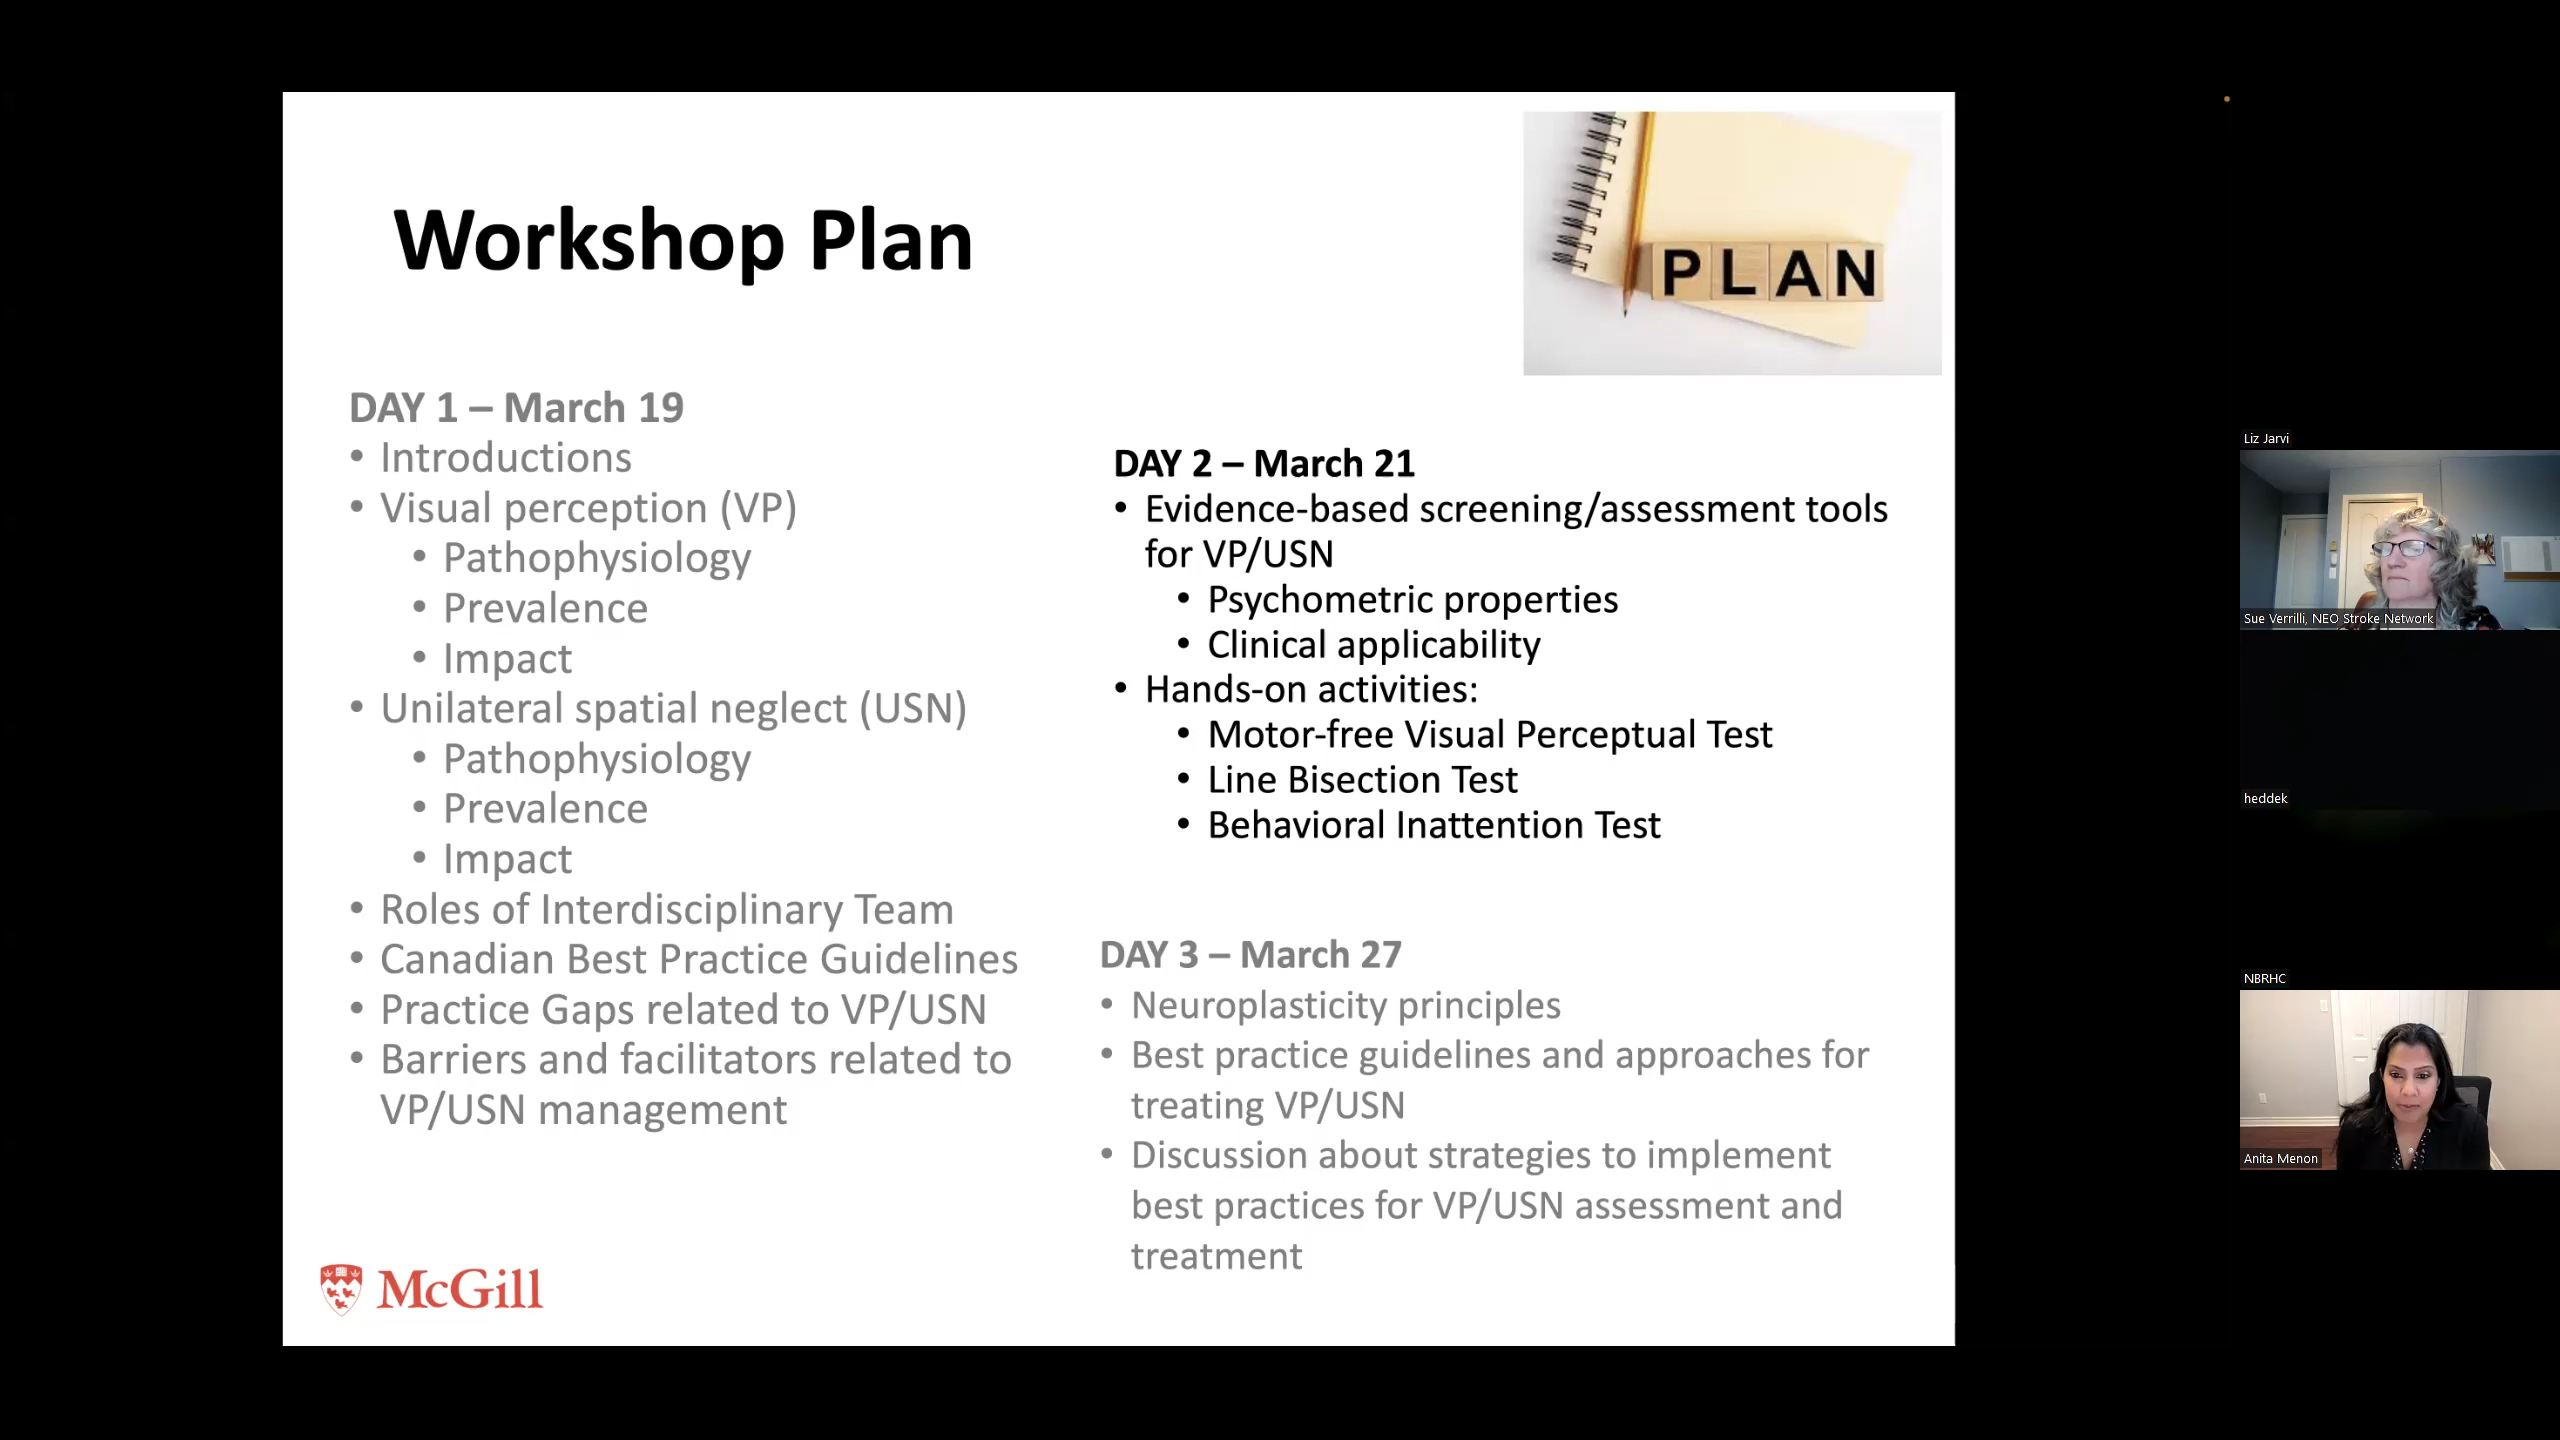 Workshop Plan
PLAN
DAY 1 – March 19
• Introductions
• Visual perception (VP)
• Pathophysiology
• Prevalence
• Impact
• Unilateral spatial neglect (USN)
• Pathophysiology
• Prevalence
• Impact
• Roles of Interdisciplinary Team
• Canadian Best Practice Guidelines
• Practice Gaps related to VP/USN
• Barriers and facilitators related to
VP/USN management
DAY 2 – March 21
• Evidence-based screening/assessment tools
for VP/USN
• Psychometric properties
• Clinical applicability
• Hands-on activities:
• Motor-free Visual Perceptual Test
• Line Bisection Test
• Behavioral Inattention Test
DAY 3 – March 27
• Neuroplasticity principles
• Best practice guidelines and approaches for
treating VP/USN
• Discussion about strategies to implement
best practices for VP/USN assessment and
treatment
McGill
Liz Jarvi
Sue Verrilli, NEO Stroke Network
heddek
NBRHC
Anita Menon